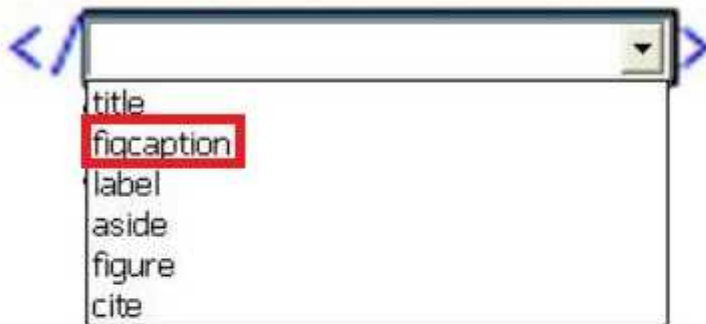 </ >
title
figcaption
label
aside
figure
cite